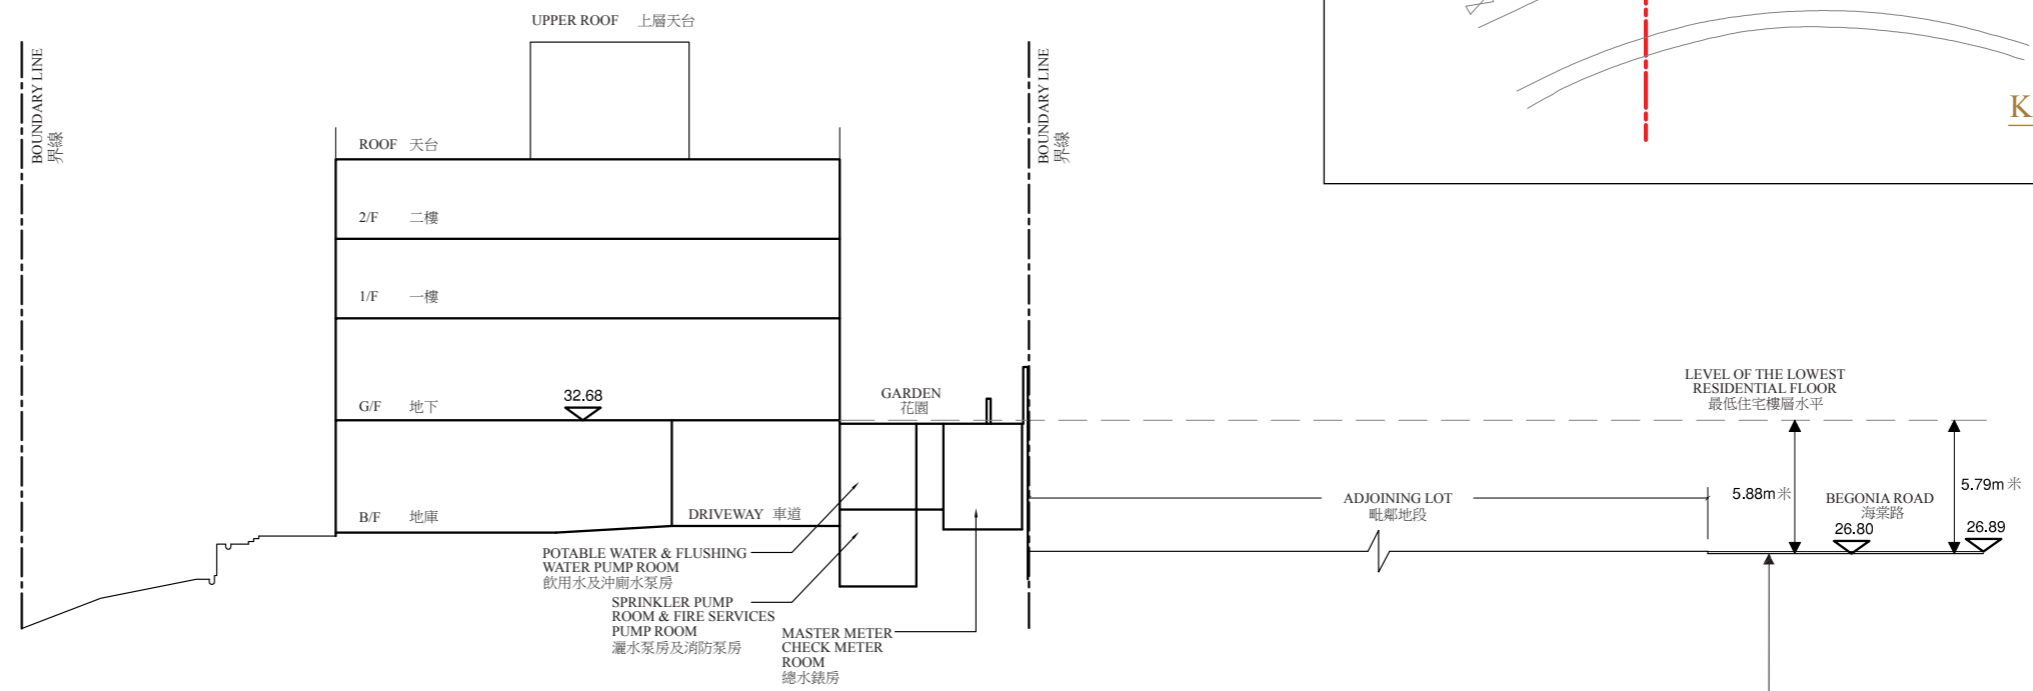 UPPER ROOF 上層天台
BOUNDARY LINE
界線
BOUNDARY LINE
界線
K
ROOF 天台
2/F 二樓
1/F 一樓
G/F 地下
32.68
GARDEN
花園
LEVEL OF THE LOWEST
RESIDENTIAL FLOOR
最低住宅樓層水平
B/F 地庫
DRIVEWAY 車道
ADJOINING LOT
毗鄰地段
5.88m 米
BEGONIA ROAD
海棠路
26.80
5.79m 米
26.89
POTABLE WATER & FLUSHING
WATER PUMP ROOM
飲用水及沖廁水泵房
SPRINKLER PUMP
ROOM & FIRE SERVICES
PUMP ROOM
灑水泵房及消防泵房
MASTER METER
CHECK METER
ROOM
總水錶房